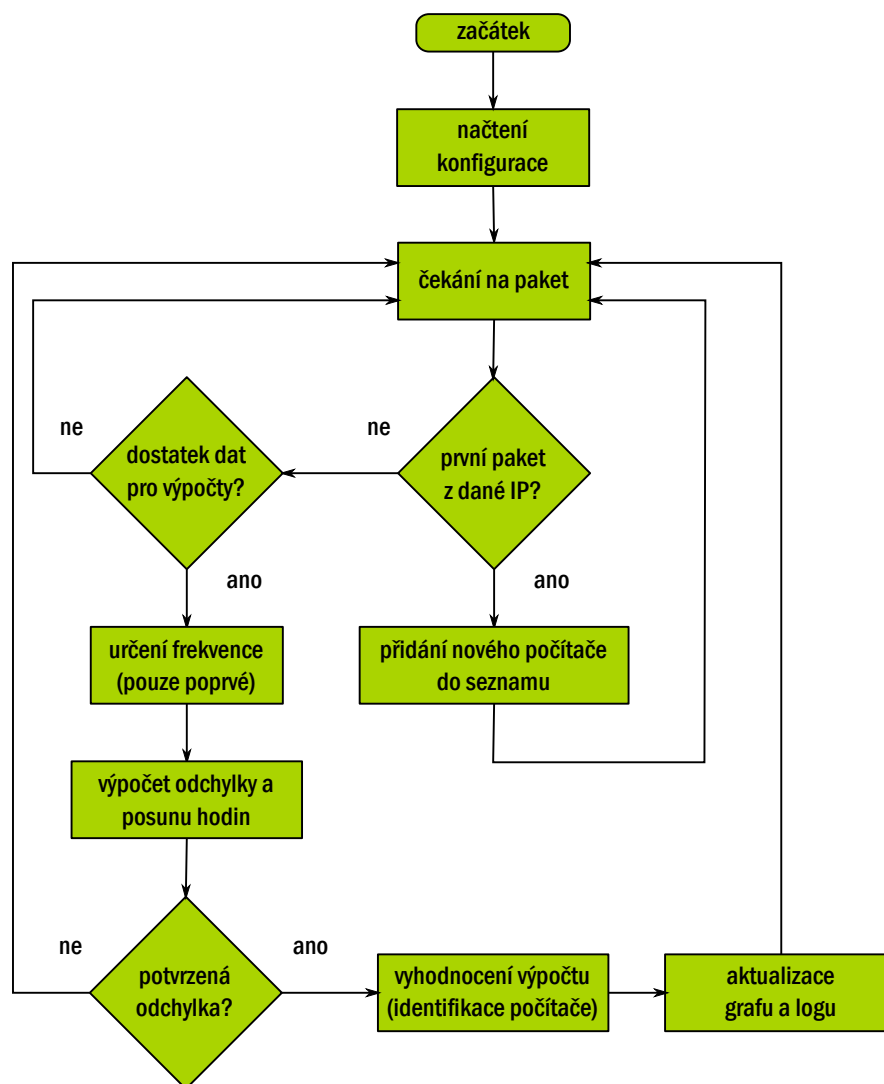 začátek
načtení
konfigurace
čekání na paket
ne
dostatek dat
pro výpočty?
ne
první paket
z dané IP?
ano
ano
určení frekvence
(pouze poprvé)
přidání nového počítače
do seznamu
výpočet odchylky a
posunu hodin
ne
potvrzená
odchylka?
ano
vyhodnocení výpočtu
(identifikace počítače)
aktualizace
grafu a logu